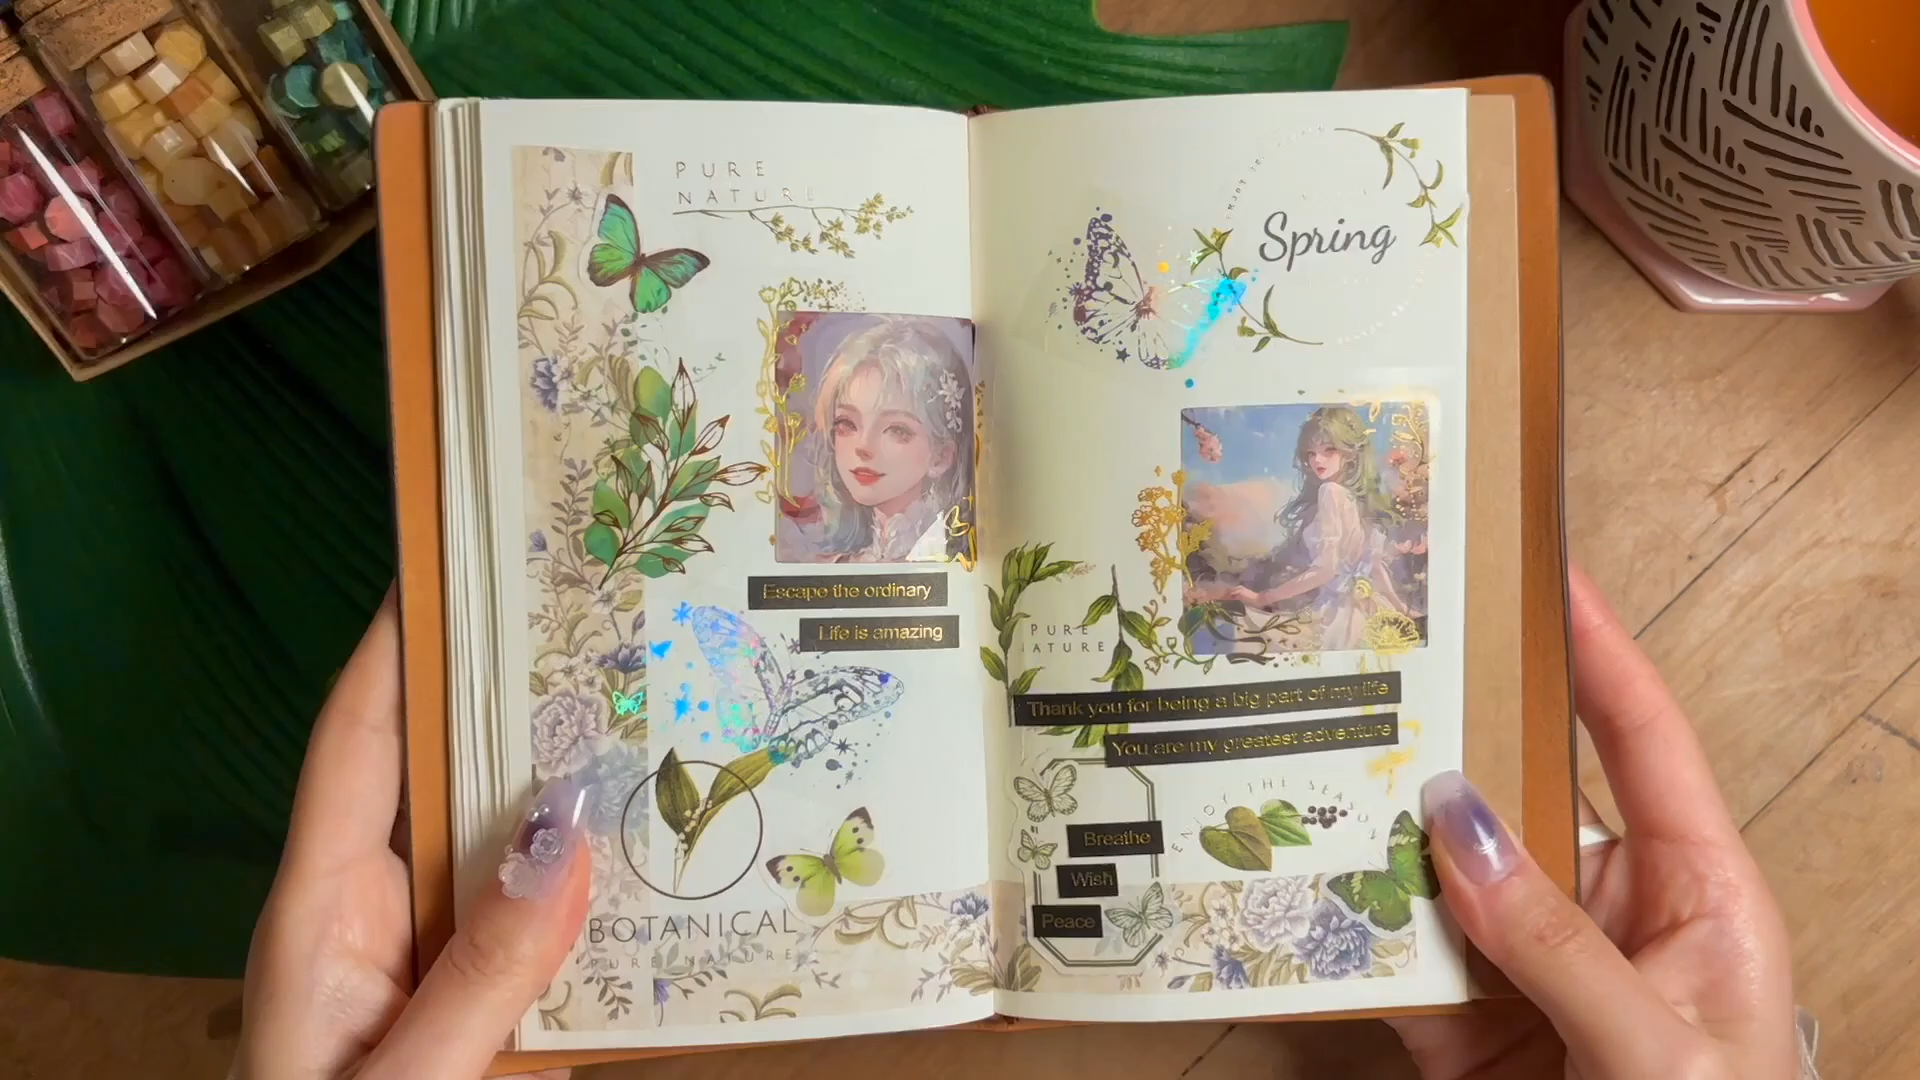 PURE
NATURE
Escape the ordinary
Life is amazing
BOTANICAL
PURE NATURE
Spring
PURE
ATURE
Thank you for being a big part of my life
You are my greatest adventure
ENJOY THE SEASON
Breathe
Wish
Peace